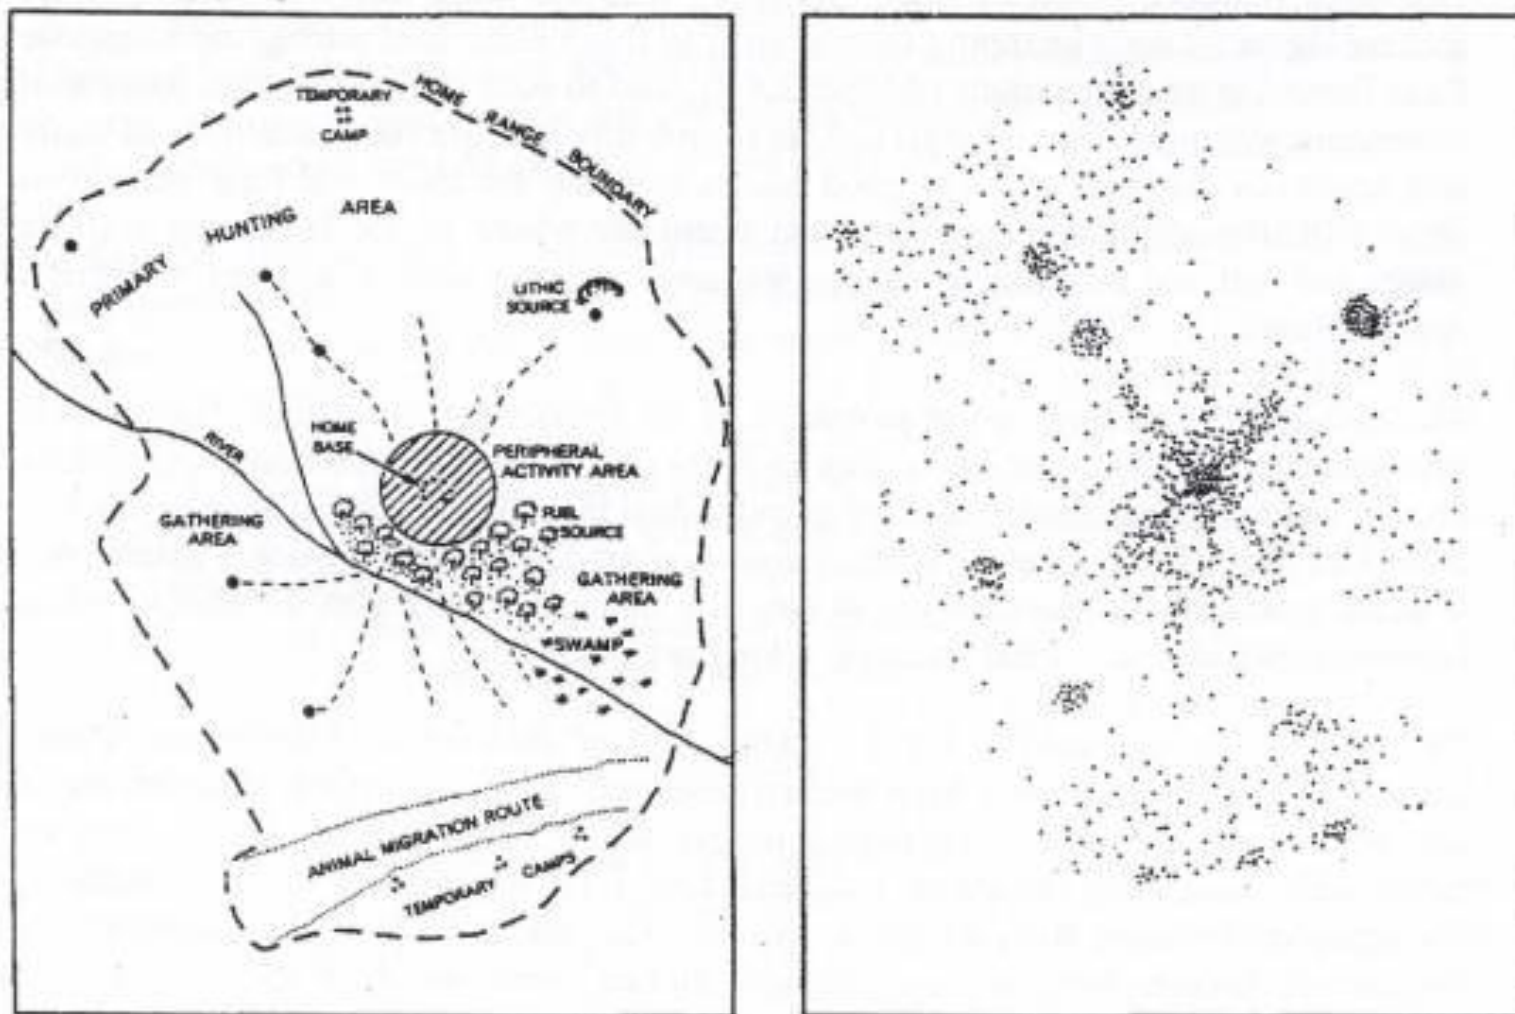 TEMPORARY
CAMP
HOME RANGE BOUNDARY
PRIMARY HUNTING AREA
LITHIC
SOURCE
RIVER
HOME
BASE
PERIPHERAL
ACTIVITY AREA
FUEL
SOURCE
GATHERING
AREA
GATHERING
AREA
SWAMP
ANIMAL MIGRATION ROUTE
TEMPORARY CAMPS